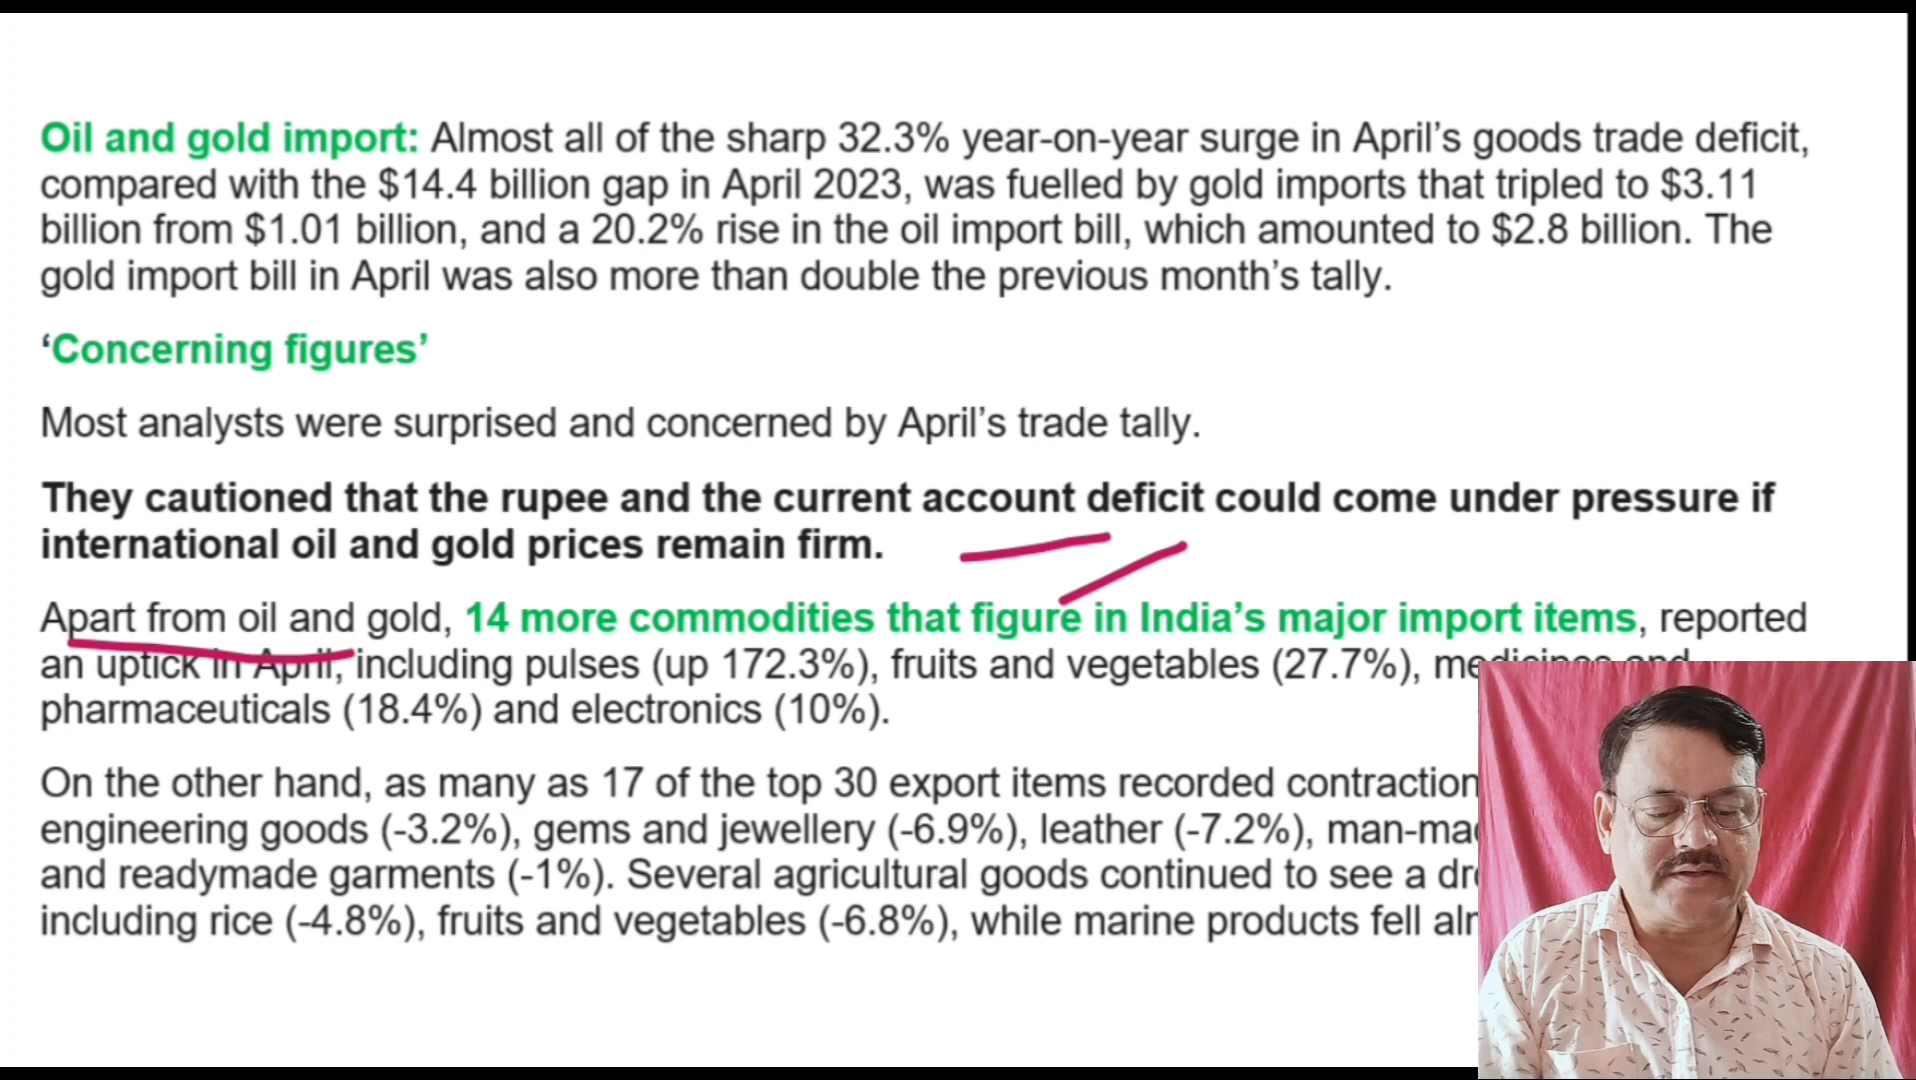 Oil and gold import: Almost all of the sharp 32.3% year-on-year surge in April’s goods trade deficit,
compared with the $14.4 billion gap in April 2023, was fuelled by gold imports that tripled to $3.11
billion from $1.01 billion, and a 20.2% rise in the oil import bill, which amounted to $2.8 billion. The
gold import bill in April was also more than double the previous month’s tally.
‘Concerning figures’
Most analysts were surprised and concerned by April’s trade tally.
They cautioned that the rupee and the current account deficit could come under pressure if
international oil and gold prices remain firm.
Apart from oil and gold, 14 more commodities that figure in India’s major import items, reported
an uptick in April, including pulses (up 172.3%), fruits and vegetables (27.7%), medicines and
pharmaceuticals (18.4%) and electronics (10%).
On the other hand, as many as 17 of the top 30 export items recorded contraction
engineering goods (-3.2%), gems and jewellery (-6.9%), leather (-7.2%),
and readymade garments (-1%). Several agricultural goods continued to see a
including rice (-4.8%), fruits and vegetables (-6.8%), while marine products fell